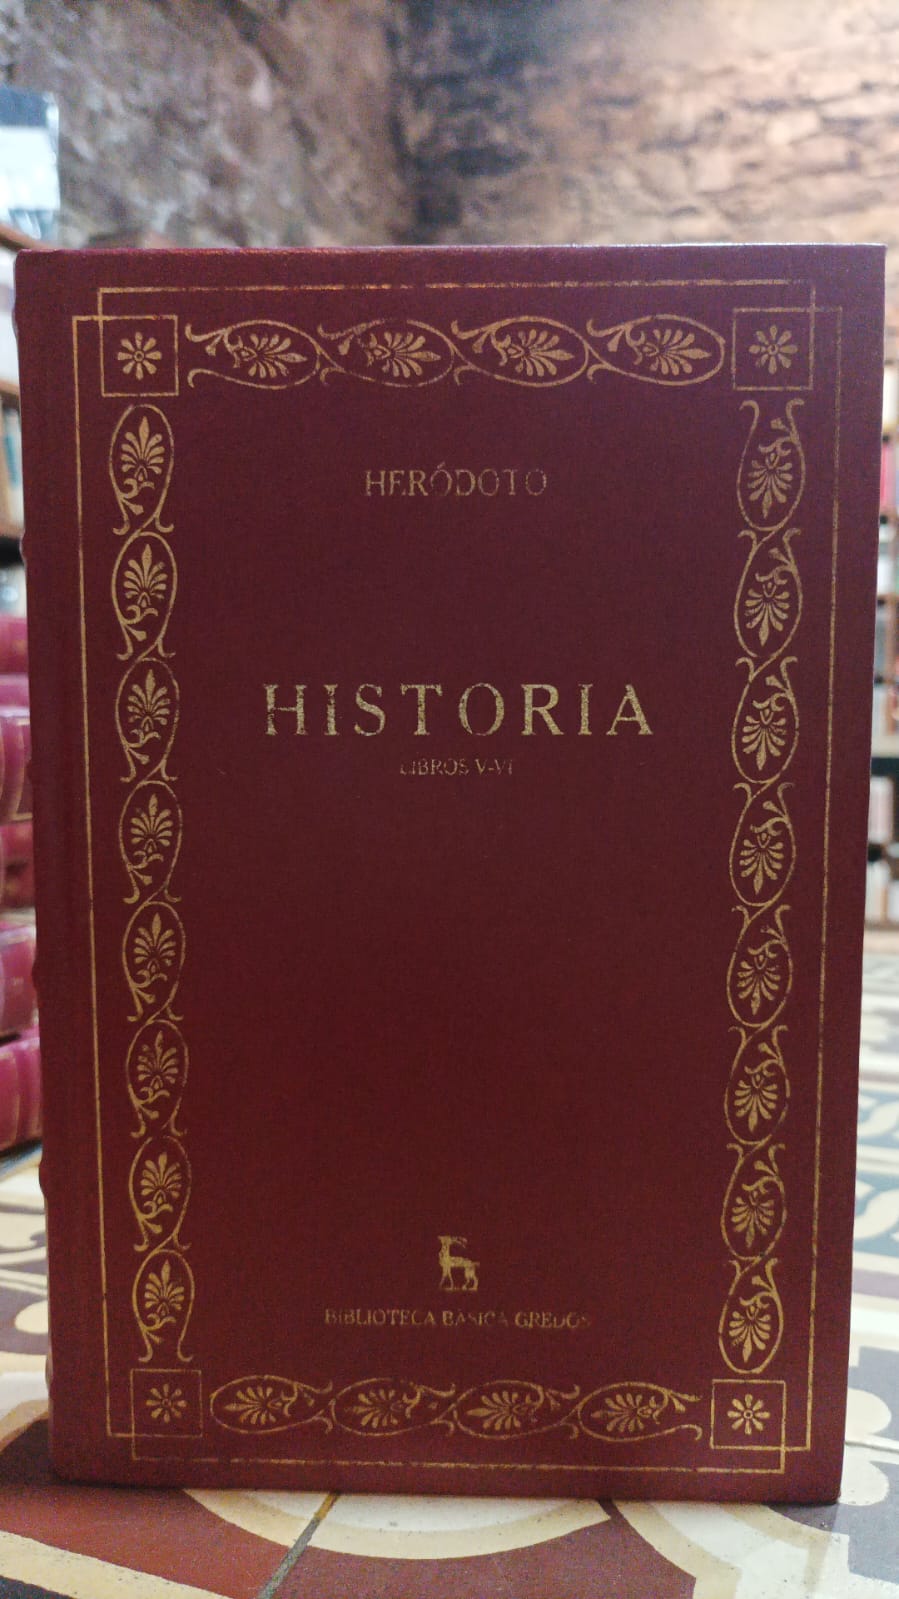 HERÓDOTO
HISTORIA
LIBROS V-VI
BIBLIOTECA BÁSICA GREDOS